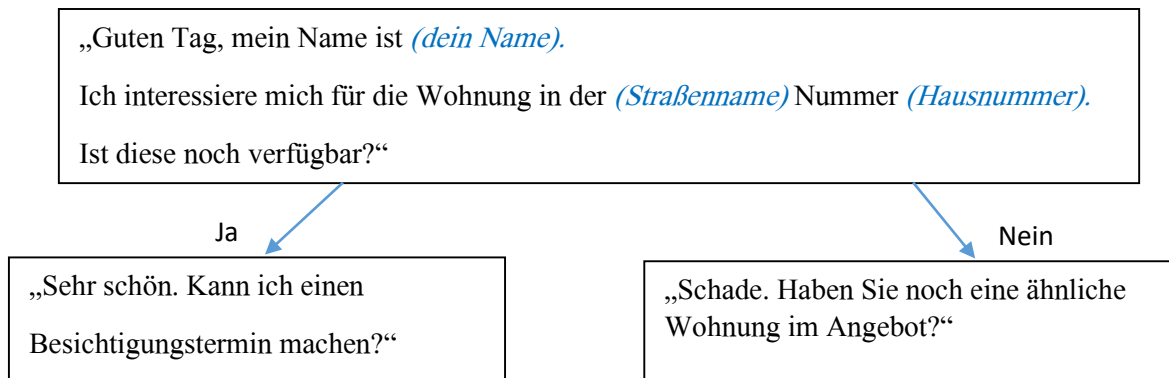 „Guten Tag, mein Name ist (dein Name).
Ich interessiere mich für die Wohnung in der (Straßenname) Nummer (Hausnummer).
Ist diese noch verfügbar?“
Ja
Nein
„Sehr schön. Kann ich einen
Besichtigungstermin machen?“
„Schade. Haben Sie noch eine ähnliche
Wohnung im Angebot?“